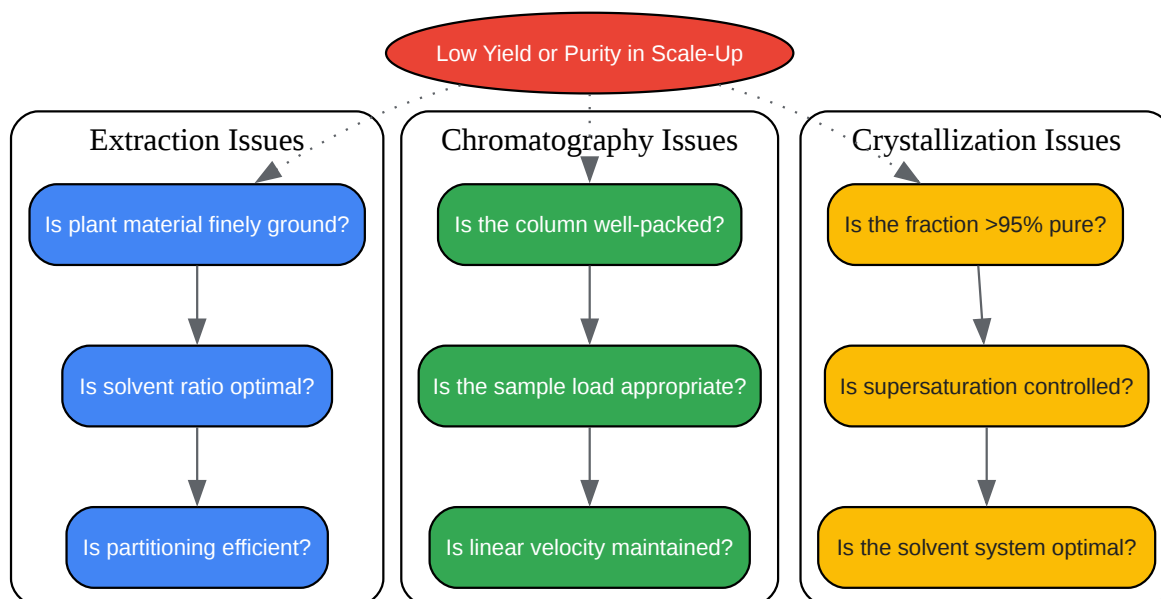 Low Yield or Purity in Scale-Up
Extraction Issues
Is plant material finely ground?
Is solvent ratio optimal?
Is partitioning efficient?
Chromatography Issues
Is the column well-packed?
Is the sample load appropriate?
Is linear velocity maintained?
Crystallization Issues
Is the fraction >95% pure?
Is supersaturation controlled?
Is the solvent system optimal?